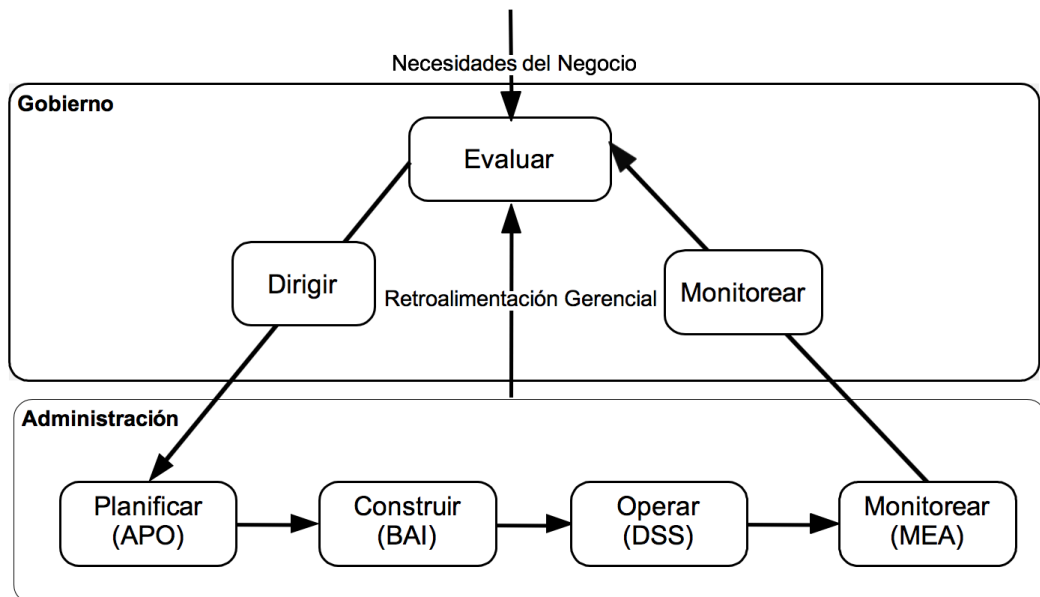 Necesidades del Negocio
Gobierno
Evaluar
Dirigir
Retroalimentación Gerencial
Monitorear
Administración
Planificar
(APO)
Construir
(BAI)
Operar
(DSS)
Monitorear
(MEA)